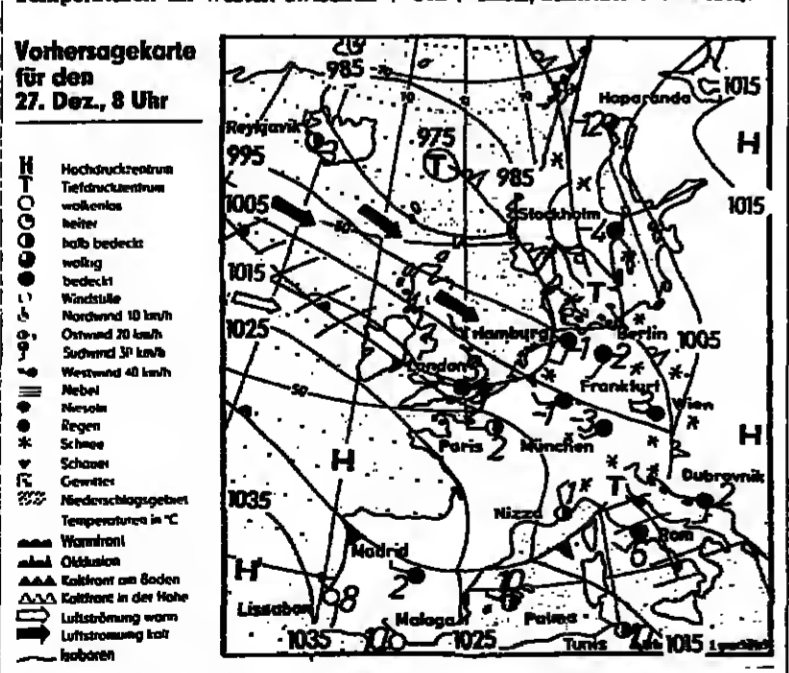 Vorhersagekarte
für den
27. Dez., 8 Uhr
H Hochdruckzentrum
T Tiefdruckzentrum
wolkenlos
heiter
halb bedeckt
wolkig
bedeckt
Windstille
Nordwind 10 km/h
Ostwind 20 km/h
Südwind 30 km/h
Westwind 40 km/h
Nebel
Nieseln
Regen
Schnee
Schauer
Gewitter
Niederschlagsgebiet
Temperaturen in °C
Warmfront
Okklusion
Kaltfront am Boden
Kaltfront in der Höhe
Luftströmung warm
Luftströmung kalt
Isobaren
985
1015
Haparanda
Reykjavik
975
H
995
T
985
1005
Stockholm
1015
-4
1015
T
1025
Hamburg
Berlin
1005
-1
-2
London
Frankfurt
Wien
-1
-3
Paris
2
München
H
H
1035
T
Dubrovnik
2
Nizza
1
Rom
6
Madrid
2
H
10
Lissabon
8
Malaga
Palma
1035
1025
Tunis
1015